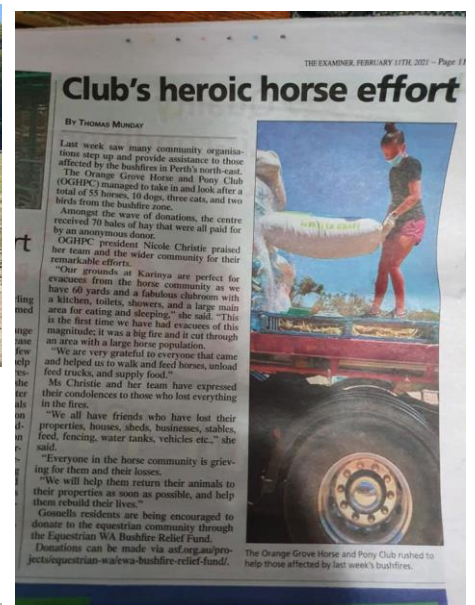 THE EXAMINER, FEBRUARY 11TH, 2021 – Page 11
Club's heroic horse effort
BY THOMAS MUNDAY
Last week saw many community organisa-
tions step up and provide assistance to those
affected by the bushfires in Perth's north-east.
The Orange Grove Horse and Pony Club
(OGHPC) managed to take in and look after a
total of 55 horses, 10 dogs, three cats, and two
birds from the bushfire zone.
Amongst the wave of donations, the centre
received 70 bales of hay that were all paid for
by an anonymous donor.
OGHPC president Nicole Christie praised
her team and the wider community for their
remarkable efforts.
"Our grounds at Karinya are perfect for
evacuees from the horse community as we
have 60 yards and a fabulous clubroom with
a kitchen, toilets, showers, and a large main
area for eating and sleeping," she said. "This
is the first time we have had evacuees of this
magnitude; it was a big fire and it cut through
an area with a large horse population.
"We are very grateful to everyone that came
and helped us to walk and feed horses, unload
feed trucks, and supply food."
Ms Christie and her team have expressed
their condolences to those who lost everything
in the fires.
"We all have friends who have lost their
properties, houses, sheds, businesses, stables,
feed, fencing, water tanks, vehicles etc.," she
said.
"Everyone in the horse community is griev-
ing for them and their losses.
"We will help them return their animals to
their properties as soon as possible, and help
them rebuild their lives."
Gosnells residents are being encouraged to
donate to the equestrian community through
the Equestrian WA Bushfire Relief Fund.
Donations can be made via asf.org.au/pro-
jects/equestrian-wa/ewa-bushfire-relief-fund/.
The Orange Grove Horse and Pony Club rushed to
help those affected by last week's bushfires.